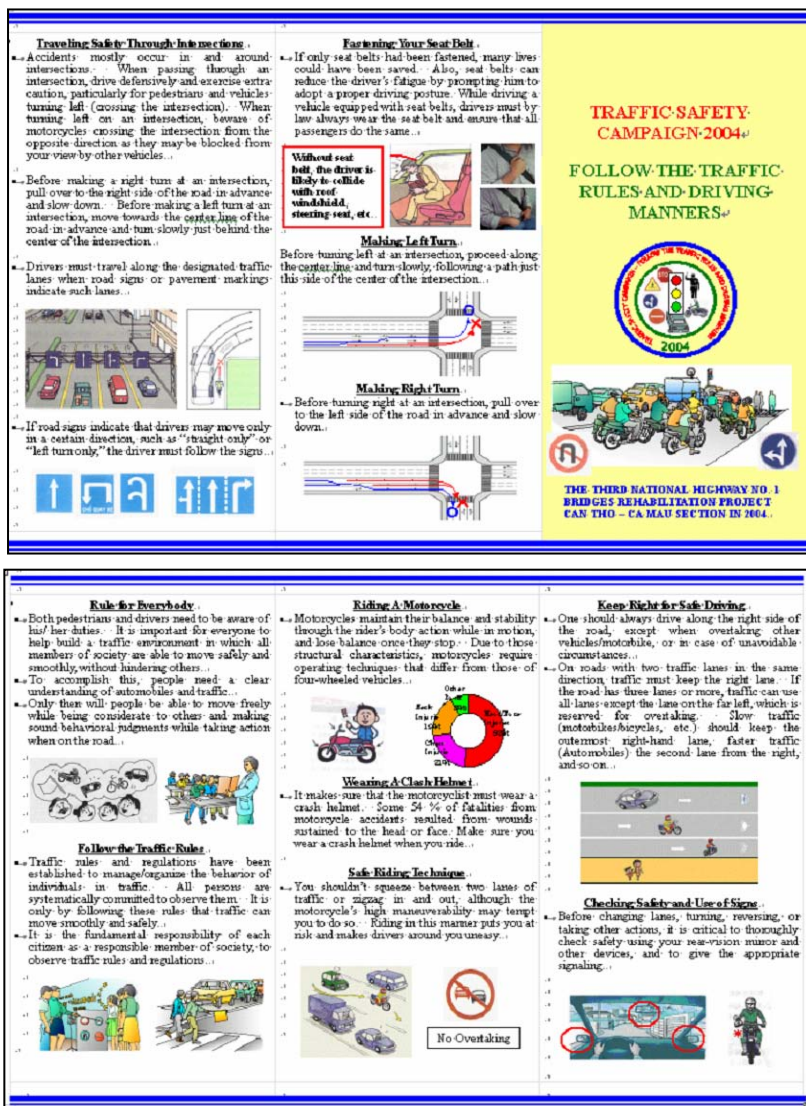 Traveling Safety Through Intersections
Accidents mostly occur in and around
intersections. When passing through an
intersection, drive defensively and exercise extra
caution, particularly for pedestrians and vehicles
turning left (crossing the intersection). When
turning left on an intersection, beware of
motorcycles crossing the intersection from the
opposite direction as they may be blocked from
your view by other vehicles.
Before making a right turn at an intersection,
pull over to the right side of the road in advance
and slow down. Before making a left turn at an
intersection, move towards the center line of the
road in advance and turn slowly just behind the
center of the intersection.
Drivers must travel along the designated traffic
lanes when road signs or pavement markings
indicate such lanes.
If road signs indicate that drivers may move only
in a certain direction, such as "straight only" or
"left turn only," the driver must follow the signs.
Fastening Your Seat Belt
If only seat belts had been fastened, many lives
could have been saved. Also, seat belts can
reduce the driver's fatigue by prompting him to
adopt a proper driving posture. While driving a
vehicle equipped with seat belts, drivers must by
law always wear the seat belt and ensure that all
passengers do the same.
Without seat
belt, the driver is
likely to collide
with roof
windshield,
steering seat, etc
Making Left Turn
Before turning left at an intersection, proceed along
the center line and turn slowly, following a path just
this side of the center of the intersection.
Making Right Turn
Before turning right at an intersection, pull over
to the left side of the road in advance and slow
down.
TRAFFIC SAFETY
CAMPAIGN 2004
FOLLOW THE TRAFFIC
RULES AND DRIVING
MANNERS
2004
THE THIRD NATIONAL HIGHWAY NO. 1
BRIDGES REHABILITATION PROJECT
CAN THO – CA MAU SECTION IN 2004.
Rule for Everybody
Both pedestrians and drivers need to be aware of
his/ her duties. It is important for everyone to
help build a traffic environment in which all
members of society are able to move safely and
smoothly, without hindering others.
To accomplish this, people need a clear
understanding of automobiles and traffic.
Only then will people be able to move freely
while being considerate to others and making
sound behavioral judgments while taking action
when on the road.
Follow the Traffic Rules
Traffic rules and regulations have been
established to manage/organize the behavior of
individuals in traffic. All persons are
systematically committed to observe them. It is
only by following these rules that traffic can
move smoothly and safely.
It is the fundamental responsibility of each
citizen as a responsible member of society, to
observe traffic rules and regulations.
Riding A Motorcycle
Motorcycles maintain their balance and stability
through the rider's body action while in motion,
and lose balance once they stop. Due to those
structural characteristics, motorcycles require
operating techniques that differ from those of
four-wheeled vehicles.
Other
Wearing A Clash Helmet
It makes sure that the motorcyclist must wear a
crash helmet. Some 54 % of fatalities from
motorcycle accidents resulted from wounds
sustained to the head or face. Make sure you
wear a crash helmet when you ride.
Safe Riding Technique
You shouldn't squeeze between two lanes of
traffic or zigzag in and out, although the
motorcycle's high maneuverability may tempt
you to do so. Riding in this manner puts you at
risk and makes drivers around you uneasy.
No Overtaking
Keep Right for Safe Driving
One should always drive along the right side of
the road, except when overtaking other
vehicles/motorbike, or in case of unavoidable
circumstances.
On roads with two traffic lanes in the same
direction, traffic must keep the right lane. If
the road has three lanes or more, traffic can use
all lanes except the lane on the far left, which is
reserved for overtaking. Slow traffic
(motorbikes/bicycles, etc.) should keep the
outermost right-hand lane, faster traffic
(Automobiles) the second lane from the right,
and so on.
Checking Safety and Use of Signs
Before changing lanes, turning, reversing, or
taking other actions, it is critical to thoroughly
check safety using your rear-vision mirror and
other devices, and to give the appropriate
signaling.